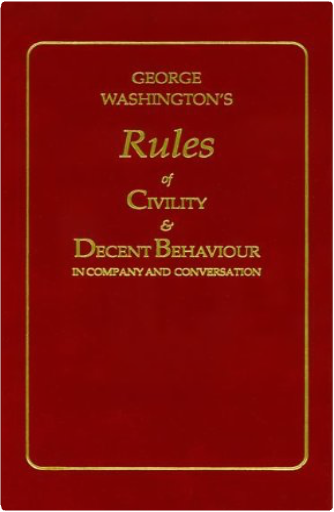 GEORGE
WASHINGTON'S
Rules
of
CIVILITY
&
DECENT BEHAVIOUR
IN COMPANY AND CONVERSATION